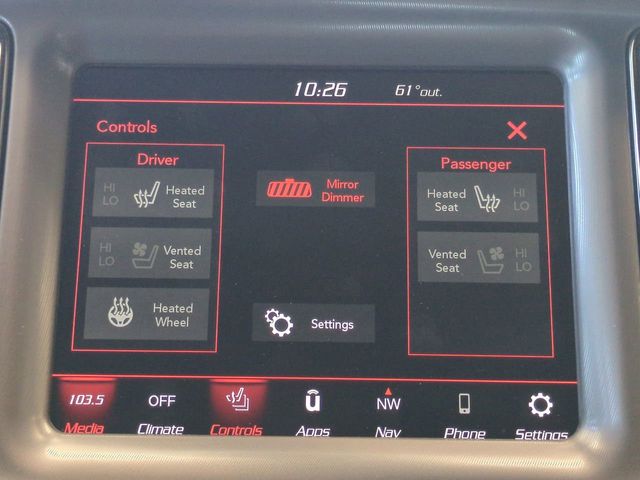 10:26 61°out.
Controls
Driver
HI
LO
Heated
Seat
HI
LO
Vented
Seat
Heated
Wheel
Mirror
Dimmer
Settings
Passenger
Heated
Seat
HI
LO
Vented
Seat
HI
LO
103.5 OFF NW
Media Climate Controls Apps Nav Phone Settings